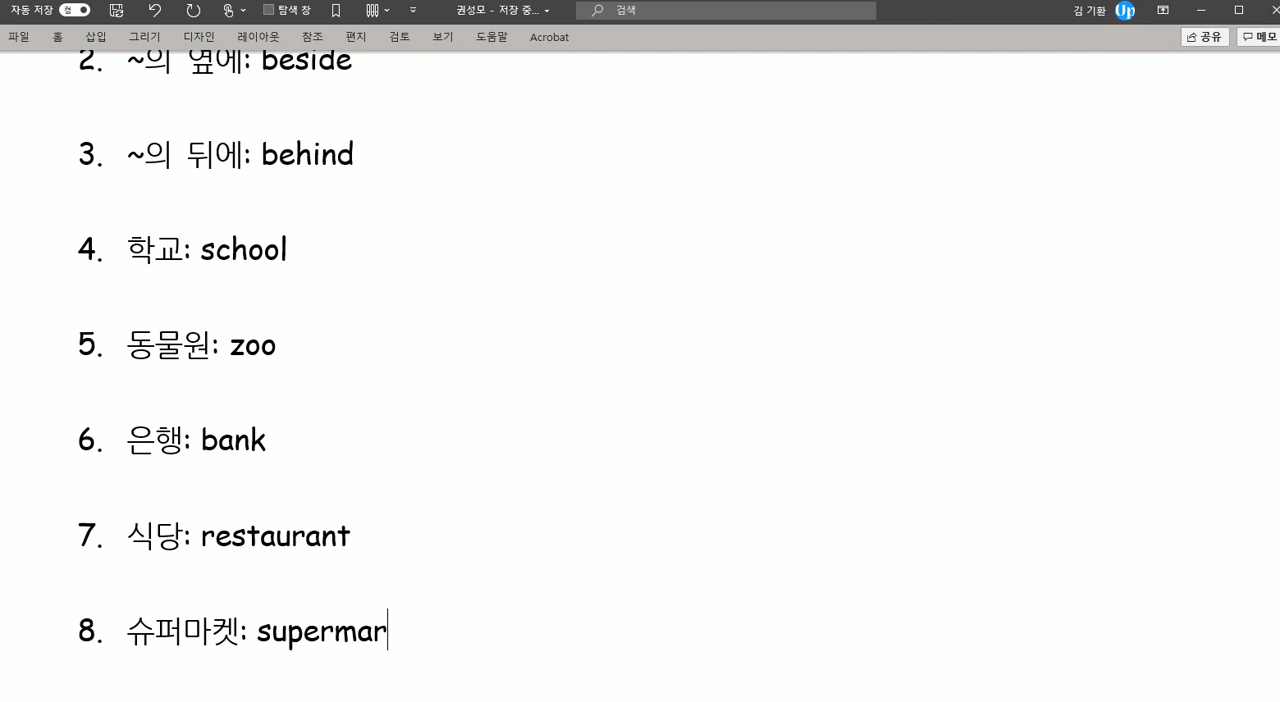 자동 저장 컴 탐색 창 권성모 - 저장 중... 검색 김 기환 Up
파일 홈 삽입 그리기 디자인 레이아웃 참조 편지 검토 보기 도움말 Acrobat 공유 메모
2. ~의 옆에: beside
3. ~의 뒤에: behind
4. 학교: school
5. 동물원: zoo
6. 은행: bank
7. 식당: restaurant
8. 슈퍼마켓: supermar